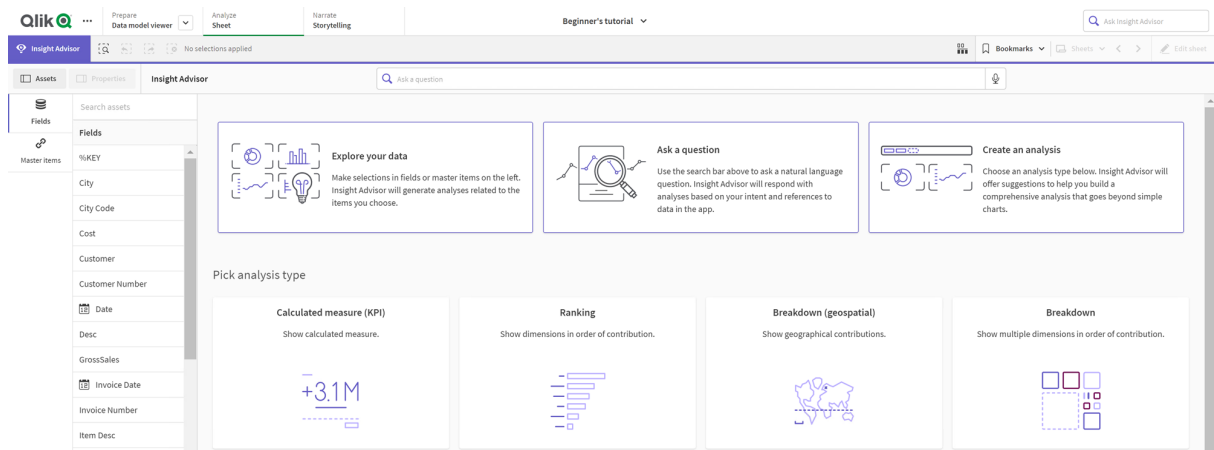 Qlik
Prepare
Data model viewer
Analyze
Sheet
Narrate
Storytelling
Beginner's tutorial
Ask Insight Advisor
Insight Advisor
No selections applied
Bookmarks
Sheets
Edit sheet
Assets
Properties
Insight Advisor
Ask a question
Fields
Master items
Search assets
Fields
%KEY
City
City Code
Cost
Customer
Customer Number
Date
Desc
GrossSales
Invoice Date
Invoice Number
Item Desc
Explore your data
Make selections in fields or master items on the left.
Insight Advisor will generate analyses related to the
items you choose.
Ask a question
Use the search bar above to ask a natural language
question. Insight Advisor will respond with
analyses based on your intent and references to
data in the app.
Create an analysis
Choose an analysis type below. Insight Advisor will
offer suggestions to help you build a
comprehensive analysis that goes beyond simple
charts.
Pick analysis type
Calculated measure (KPI)
Show calculated measure.
+3.1M
Ranking
Show dimensions in order of contribution.
Breakdown (geospatial)
Show geographical contributions.
Breakdown
Show multiple dimensions in order of contribution.